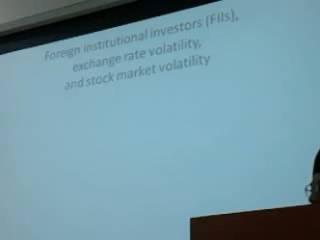 Foreign institutional investors (FIIs),
exchange rate volatility,
and stock market volatility